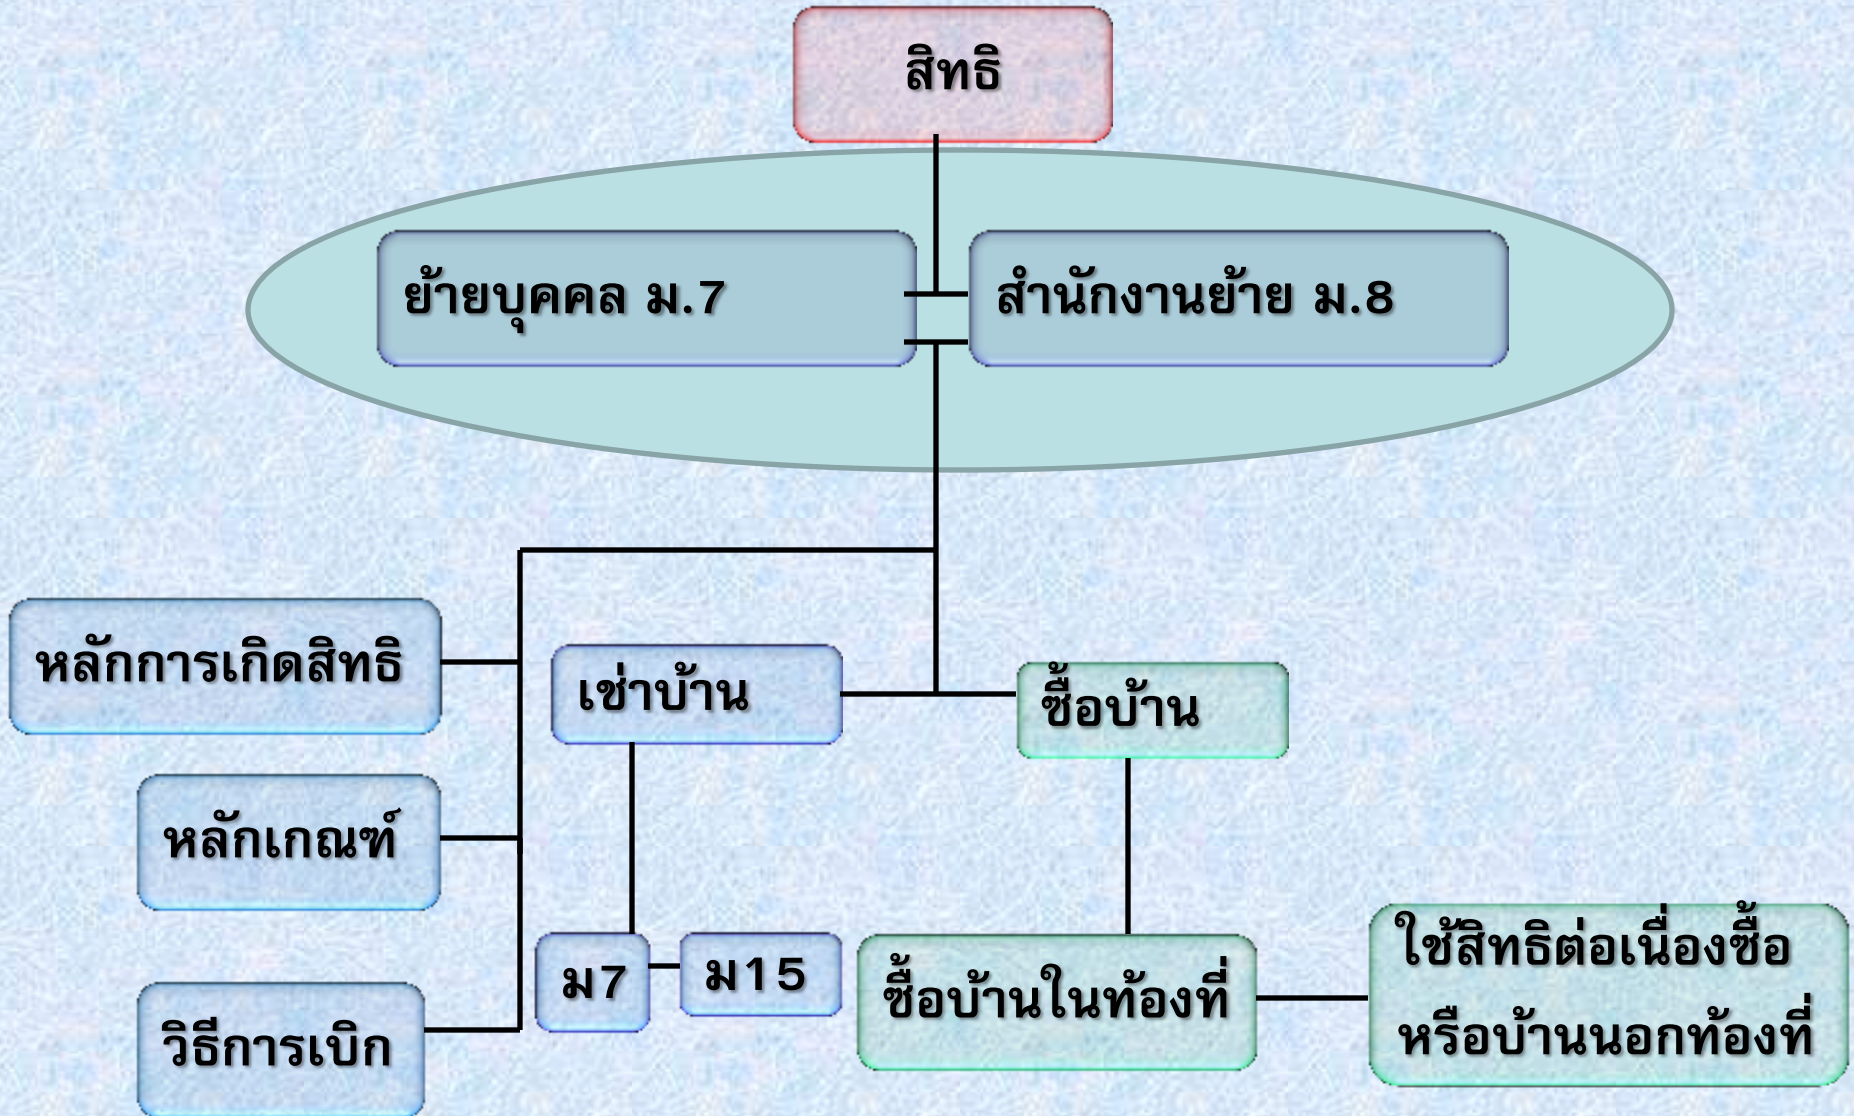 สิทธิ
ย้ายบุคคล ม.7
สำนักงานย้าย ม.8
หลักการเกิดสิทธิ
เช่าบ้าน
ซื้อบ้าน
หลักเกณฑ์
ม7
ม15
ซื้อบ้านในท้องที่
ใช้สิทธิต่อเนื่องซื้อ
หรือบ้านนอกท้องที่
วิธีการเบิก